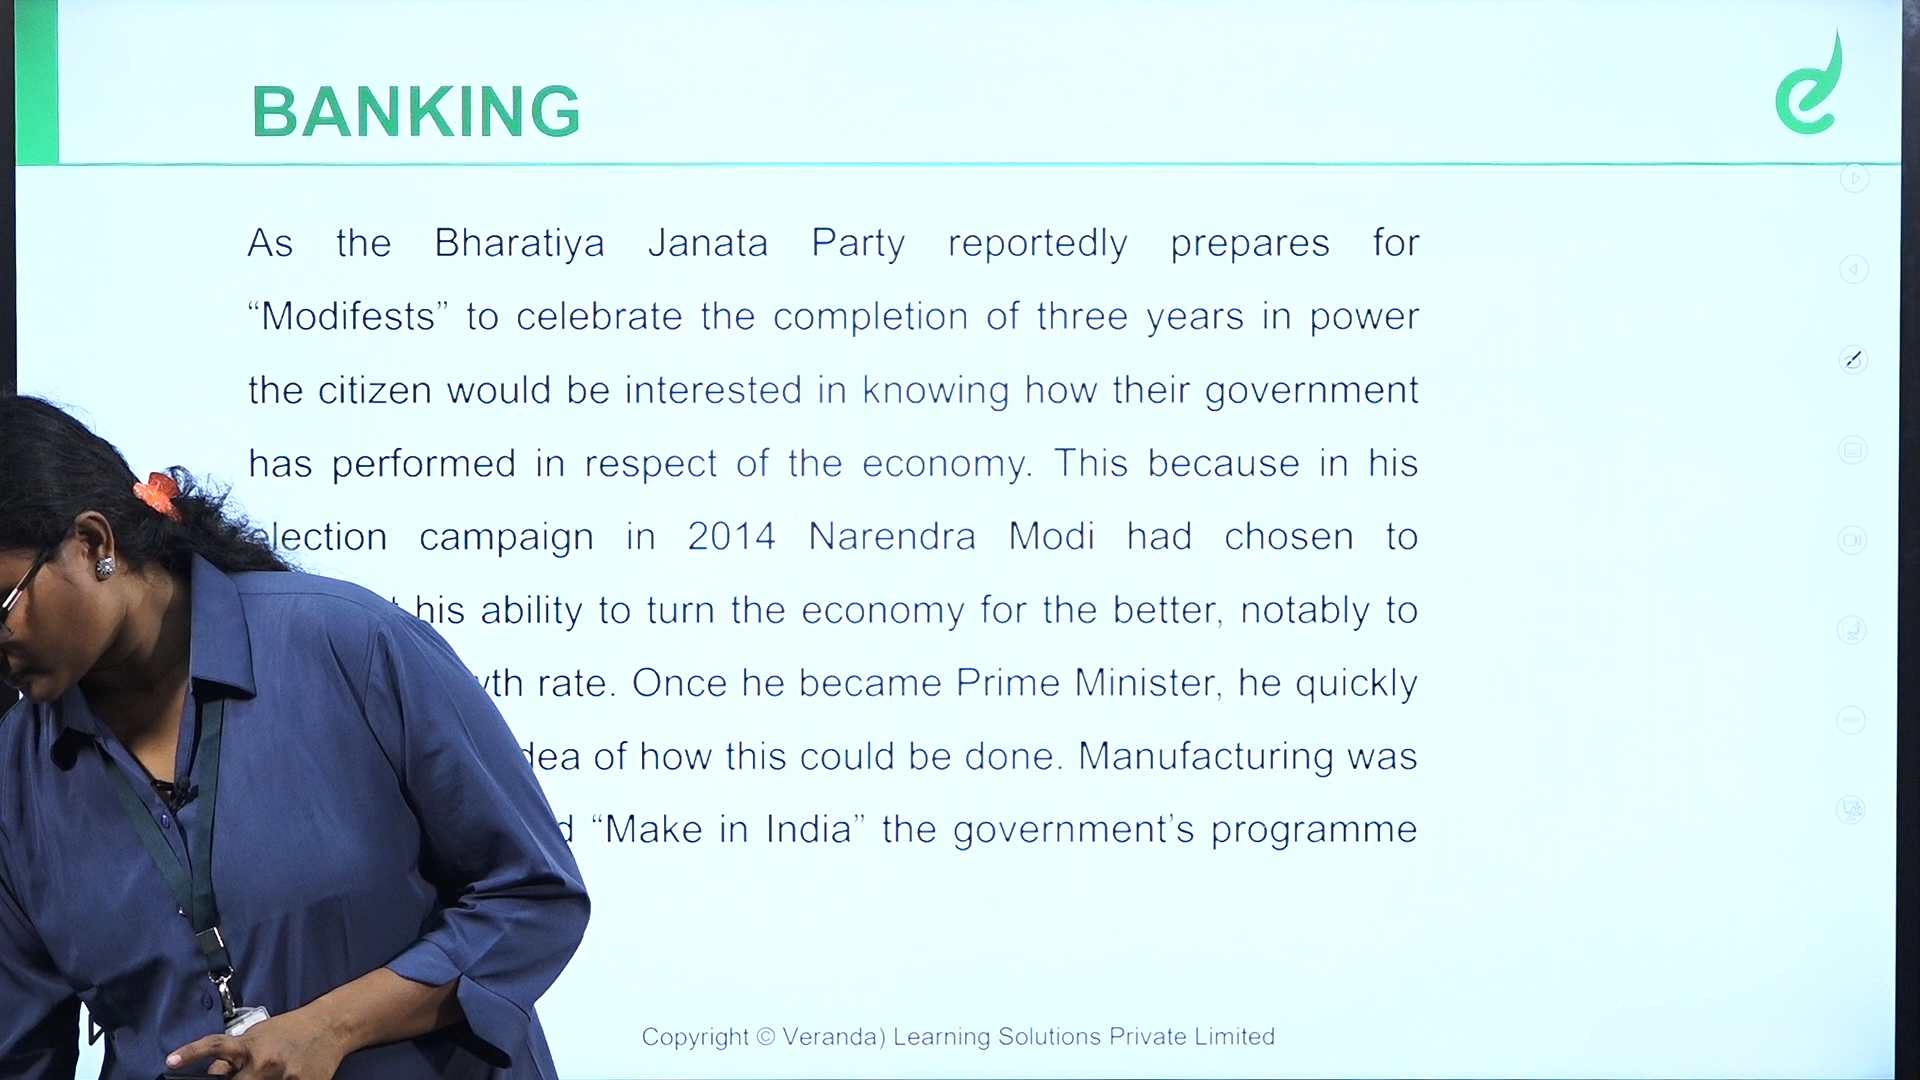 BANKING
As the Bharatiya Janata Party reportedly prepares for
“Modifests” to celebrate the completion of three years in power
the citizen would be interested in knowing how their government
has performed in respect of the economy. This because in his
election campaign in 2014 Narendra Modi had chosen to
his ability to turn the economy for the better, notably to
rate. Once he became Prime Minister, he quickly
of how this could be done. Manufacturing was
“Make in India” the government’s programme
Copyright © Veranda) Learning Solutions Private Limited